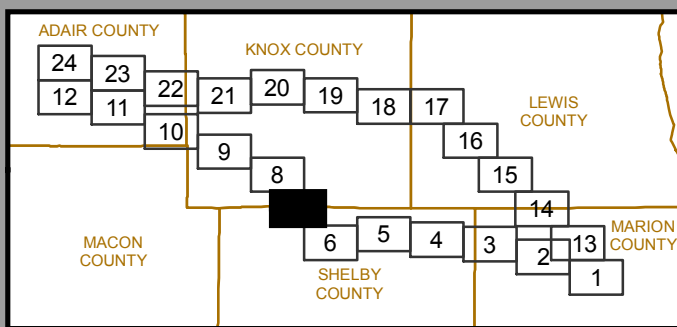 ADAIR COUNTY
KNOX COUNTY
24
23
22
21
20
19
18
17
LEWIS
COUNTY
12
11
10
9
16
8
15
14
MARION
COUNTY
MACON
COUNTY
6
5
4
3
2
13
1
SHELBY
COUNTY